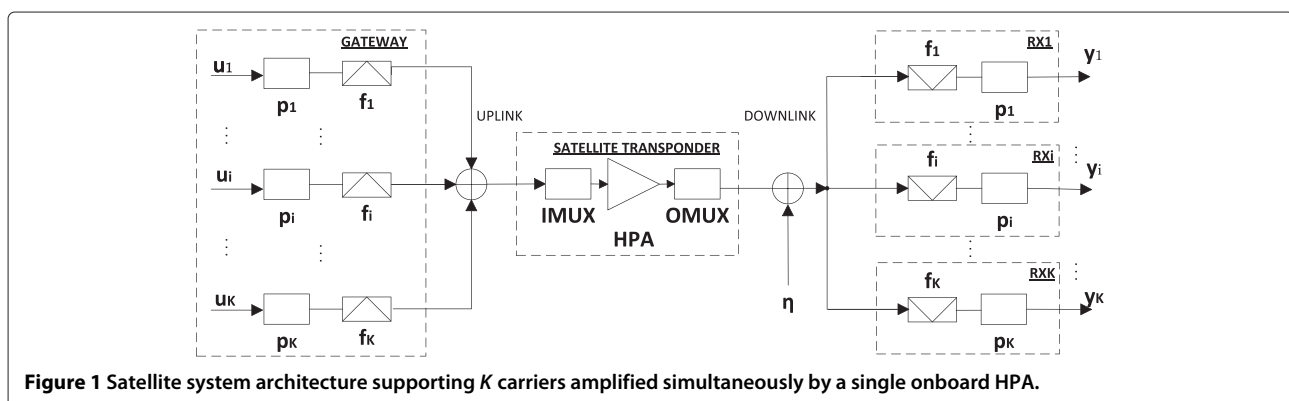 GATEWAY
u1
p1
f1
⋮ ⋮
ui
pi
fi
⋮ ⋮
uK
pK
fK
UPLINK
SATELLITE TRANSPONDER
IMUX
HPA
OMUX
DOWNLINK
η
RX1
f1
p1
y1
⋮
RXi
fi
pi
yi
⋮
⋮
RXK
fK
pK
yK
⋮
Figure 1 Satellite system architecture supporting K carriers amplified simultaneously by a single onboard HPA.